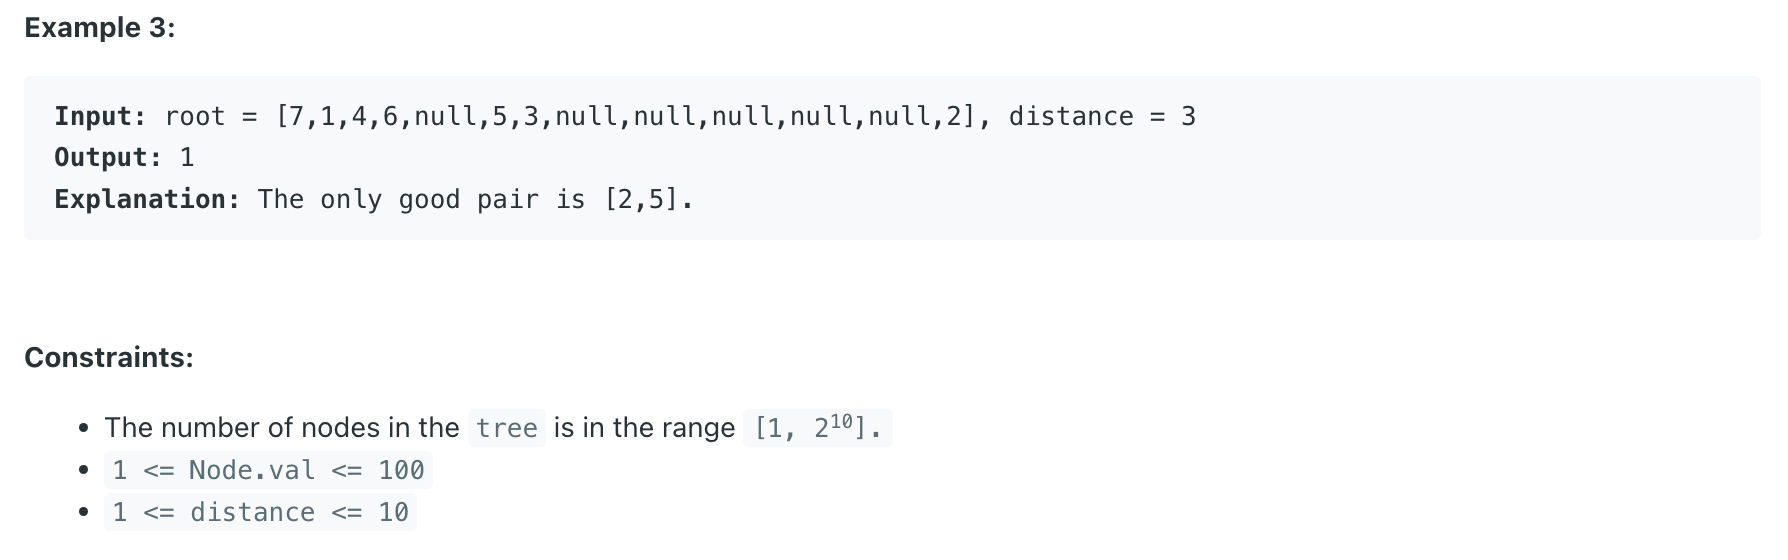 Example 3:
Input: root = [7,1,4,6,null,5,3,null,null,null,null,null,2], distance = 3
Output: 1
Explanation: The only good pair is [2,5].
Constraints:
• The number of nodes in the tree is in the range [1, 2¹⁰].
• 1 <= Node.val <= 100
• 1 <= distance <= 10